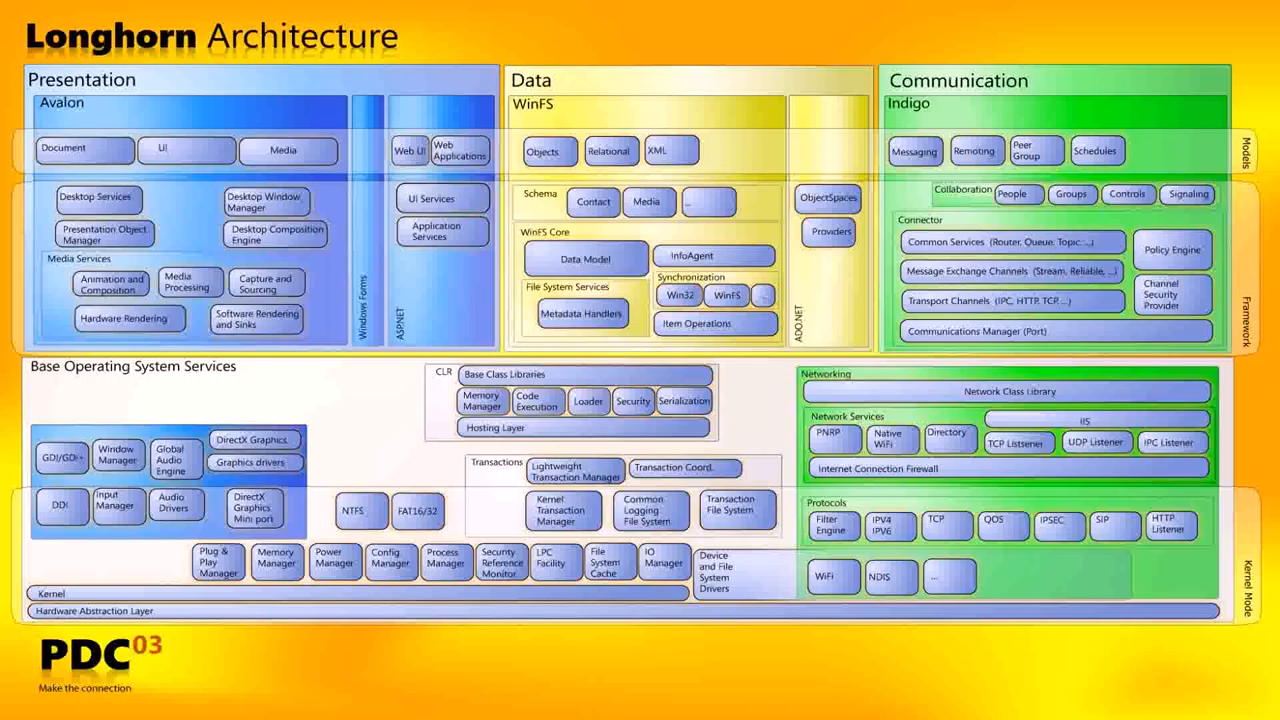 Longhorn Architecture
Presentation
Avalon
Document
UI
Media
Desktop Services
Desktop Window
Manager
Presentation Object
Manager
Desktop Composition
Engine
Media Services
Animation and
Composition
Media
Processing
Capture and
Sourcing
Hardware Rendering
Software Rendering
and Sinks
Windows Forms
Web UI
Web
Applications
UI Services
Application
Services
ASP.NET
Data
WinFS
Objects
Relational
XML
Schema
Contact
Media
...
WinFS Core
Data Model
InfoAgent
File System Services
Metadata Handlers
Synchronization
Win32
WinFS
...
Item Operations
ObjectSpaces
Providers
ADO.NET
Communication
Indigo
Messaging
Remoting
Peer
Group
Schedules
Collaboration
People
Groups
Controls
Signaling
Connector
Common Services (Router, Queue, Topic, ...)
Message Exchange Channels (Stream, Reliable, ...)
Transport Channels (IPC, HTTP, TCP, ...)
Communications Manager (Port)
Policy Engine
Channel
Security
Provider
Models
Framework
Base Operating System Services
CLR
Base Class Libraries
Memory
Manager
Code
Execution
Loader
Security
Serialization
Hosting Layer
GDI/GDI+
Window
Manager
Global
Audio
Engine
DirectX Graphics
Graphics drivers
DDI
Input
Manager
Audio
Drivers
DirectX
Graphics
Mini port
NTFS
FAT16/32
Transactions
Lightweight
Transaction Manager
Transaction Coord.
Kernel
Transaction
Manager
Common
Logging
File System
Transaction
File System
Networking
Network Class Library
Network Services
IIS
PNRP
Native
WiFi
Directory
TCP Listener
UDP Listener
IPC Listener
Internet Connection Firewall
Protocols
Filter
Engine
IPV4
IPV6
TCP
QOS
IPSEC
SIP
HTTP
Listener
WiFi
NDIS
...
Plug &
Play
Manager
Memory
Manager
Power
Manager
Config.
Manager
Process
Manager
Security
Reference
Monitor
LPC
Facility
File
System
Cache
IO
Manager
Device
and File
System
Drivers
Kernel
Hardware Abstraction Layer
Kernel Mode
PDC03
Make the connection